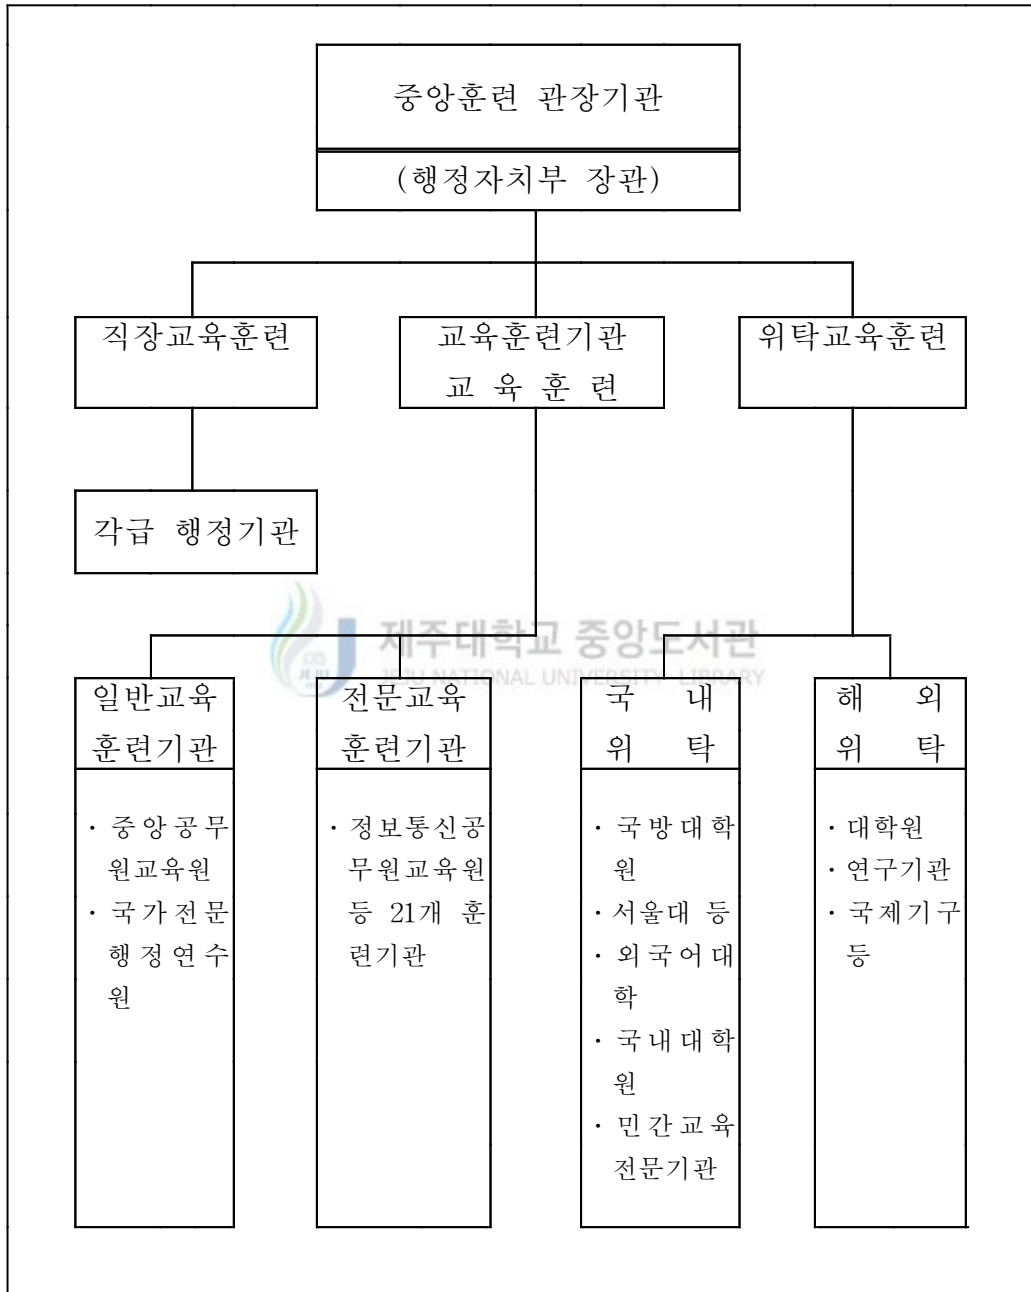 중앙훈련 관장기관
(행정자치부 장관)
직장교육훈련
교육훈련기관
교 육 훈 련
위탁교육훈련
각급 행정기관
제주대학교 중앙도서관
JEJU NATIONAL UNIVERSITY LIBRARY
일반교육
훈련기관
· 중앙공무
원교육원
· 국가전문
행정연수
원
전문교육
훈련기관
· 정보통신공
무원교육원
등 21개 훈
련기관
국 내
위 탁
· 국방대학
원
· 서울대 등
· 외국어대
학
· 국내대학
원
· 민간교육
전문기관
해 외
위 탁
· 대학원
· 연구기관
· 국제기구
등